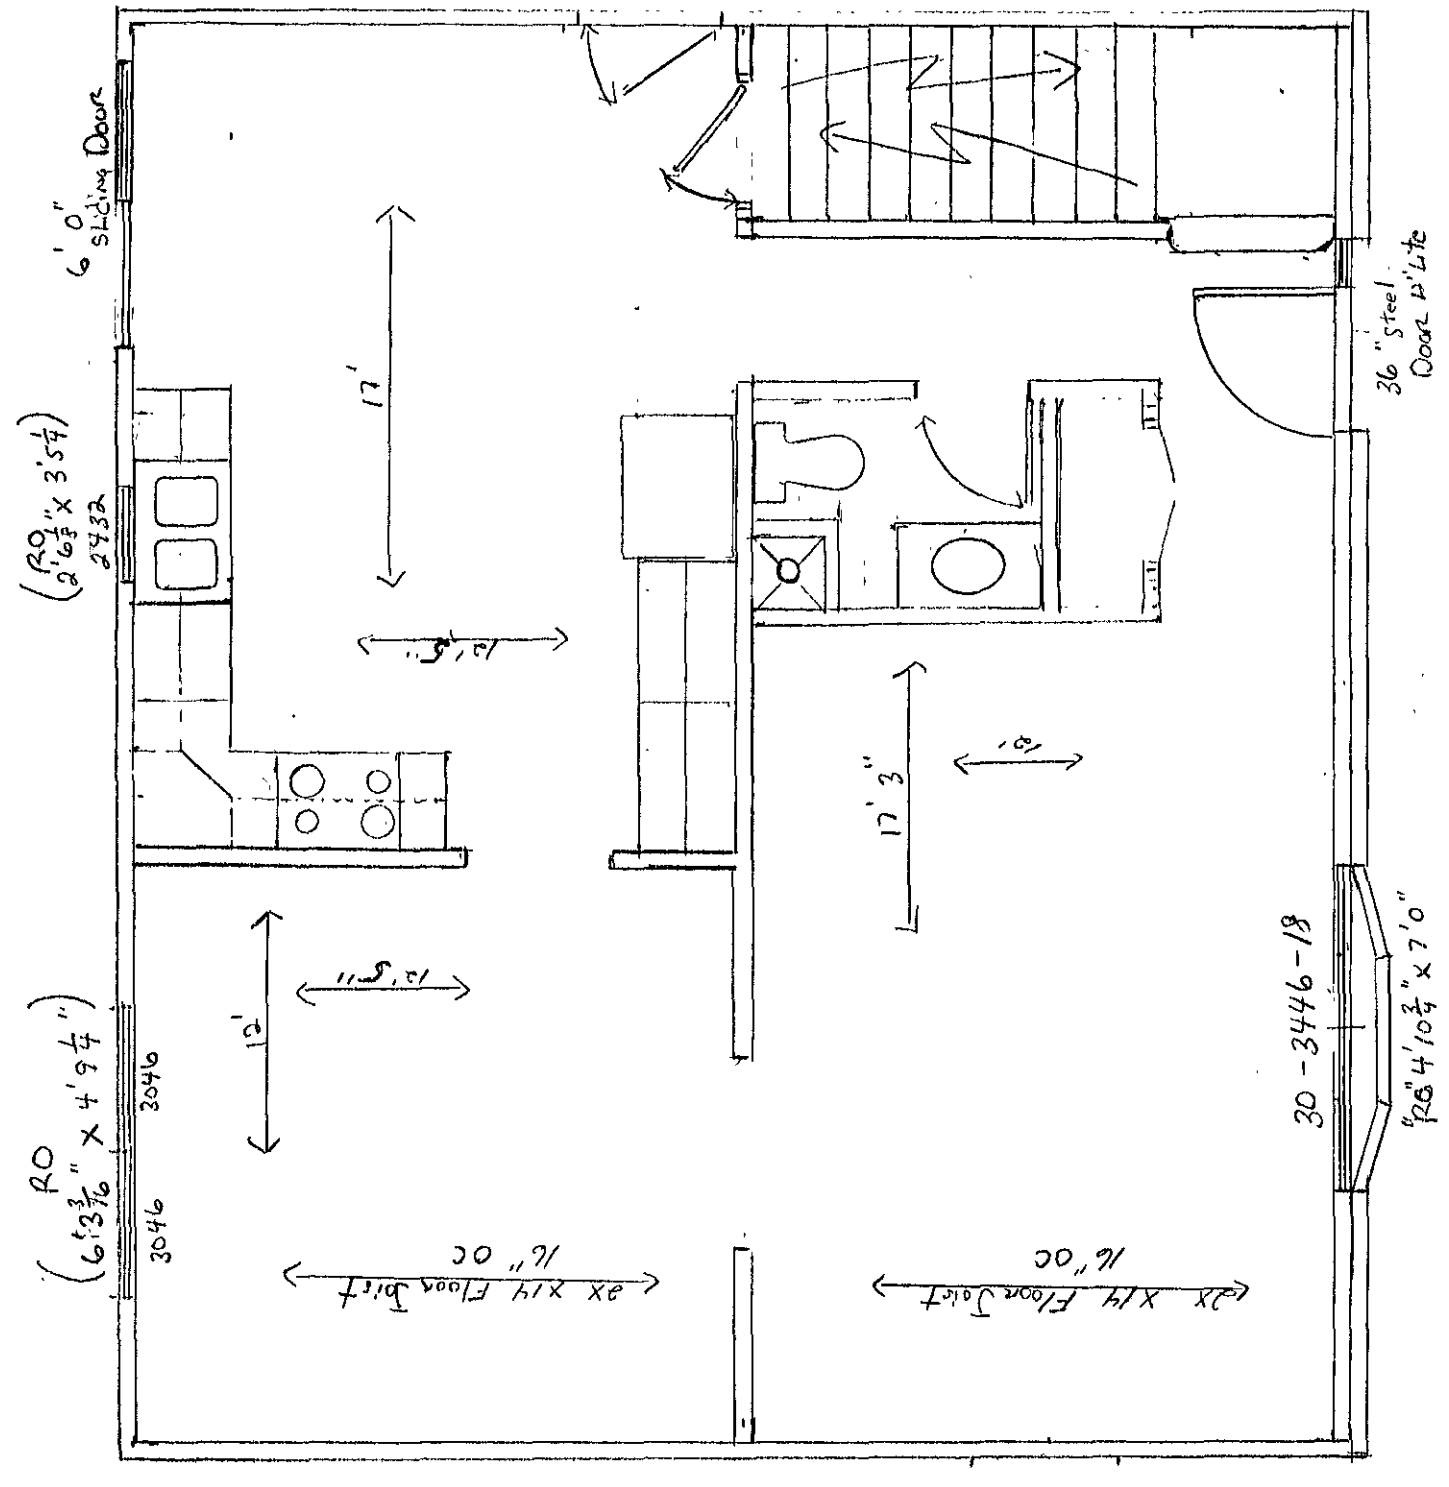 6' 0"
Sliding Door
(RO
2' 6 1/8" x 3' 5 1/4)
2432
RO
(6' 3 3/16" x 4' 9 1/4")
3046
3046
17'
12' 5"
12'
12' 5"
17' 3"
12'
16" OC
2X X14 Floor Joist
16" OC
2X X14 Floor Joist
36" Steel
Door 1/2 Lite
30-3446-18
"RO" 4' 10 3/4" x 7' 0"